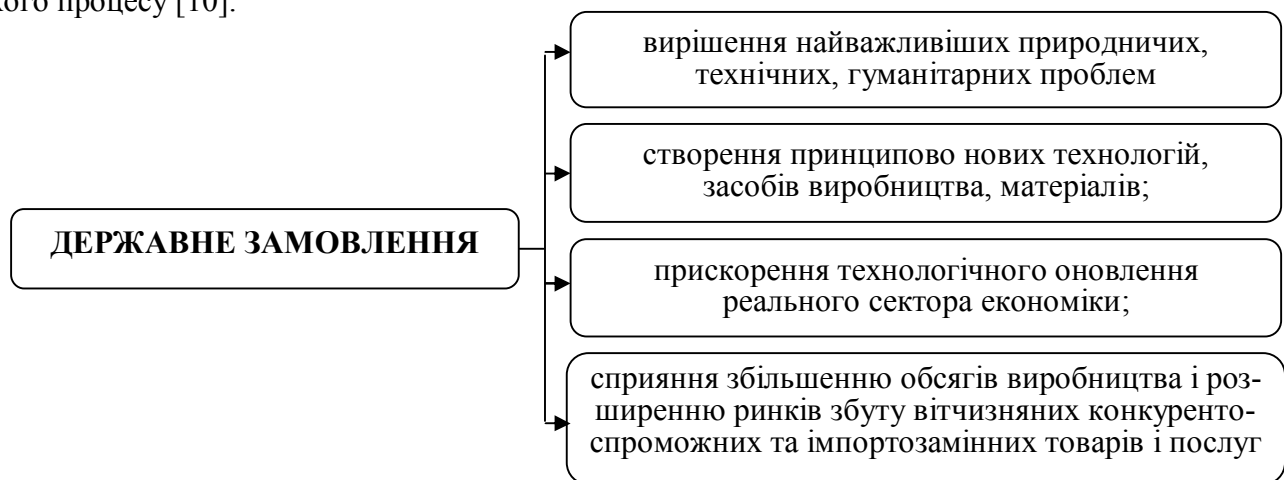 кого процесу [10].
вирішення найважливіших природничих,
технічних, гуманітарних проблем
створення принципово нових технологій,
засобів виробництва, матеріалів;
ДЕРЖАВНЕ ЗАМОВЛЕННЯ
прискорення технологічного оновлення
реального сектора економіки;
сприяння збільшенню обсягів виробництва і роз-
ширенню ринків збуту вітчизняних конкуренто-
спроможних та імпортозамінних товарів і послуг